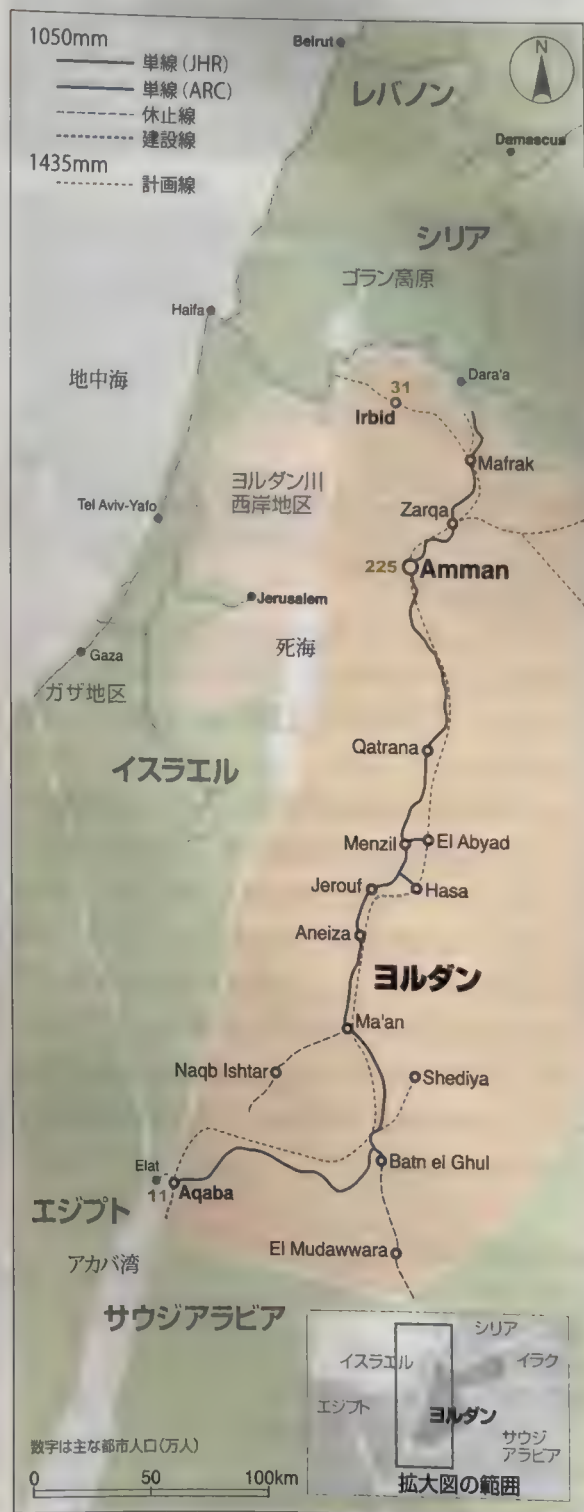 1050mm
単線(JHR)
単線(ARC)
休止線
建設線
1435mm
計画線
N
Beirut
レバノン
Damascus
シリア
ゴラン高原
Haifa
地中海
Dara'a
31
Irbid
Mafrak
ヨルダン川
西岸地区
Tel Aviv-Yafo
Zarqa
225
Amman
Jerusalem
死海
Gaza
ガザ地区
Qatrana
イスラエル
Menzil
El Abyad
Jerouf
Hasa
Aneiza
ヨルダン
Ma'an
Naqb Ishtar
Shediya
Elat
11
Aqaba
Batn el Ghul
エジプト
アカバ湾
El Mudawwara
サウジアラビア
シリア
イスラエル
イラク
エジプト
ヨルダン
サウジ
アラビア
拡大図の範囲
数字は主な都市人口(万人)
0 50 100km